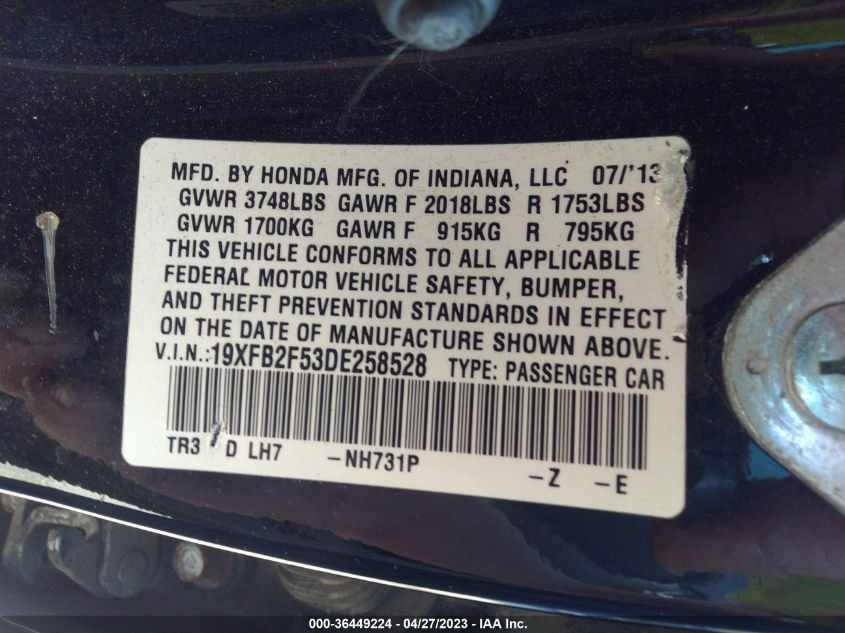 MFD. BY HONDA MFG. OF INDIANA, LLC 07/'13
GVWR 3748LBS GAWR F 2018LBS R 1753LBS
GVWR 1700KG GAWR F 915KG R 795KG
THIS VEHICLE CONFORMS TO ALL APPLICABLE
FEDERAL MOTOR VEHICLE SAFETY, BUMPER,
AND THEFT PREVENTION STANDARDS IN EFFECT
ON THE DATE OF MANUFACTURE SHOWN ABOVE.
V.I.N.:19XFB2F53DE258528 TYPE: PASSENGER CAR
TR3 D LH7 -NH731P -Z -E
000-36449224 - 04/27/2023 - IAA Inc.